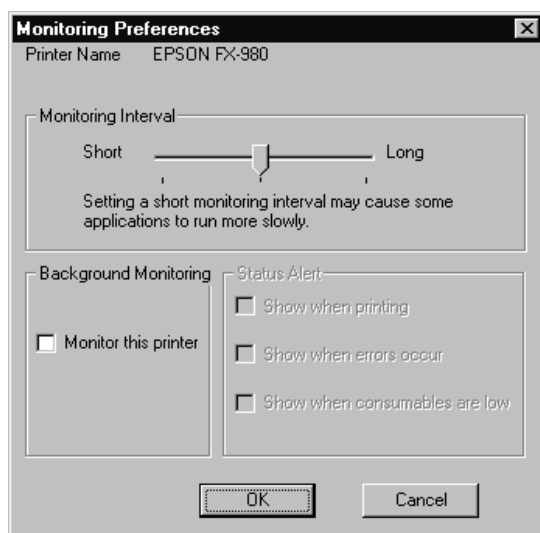 Monitoring Preferences
Printer Name EPSON FX-980
Monitoring Interval
Short Long
Setting a short monitoring interval may cause some
applications to run more slowly.
Background Monitoring
Monitor this printer
Status Alert
Show when printing
Show when errors occur
Show when consumables are low
OK Cancel